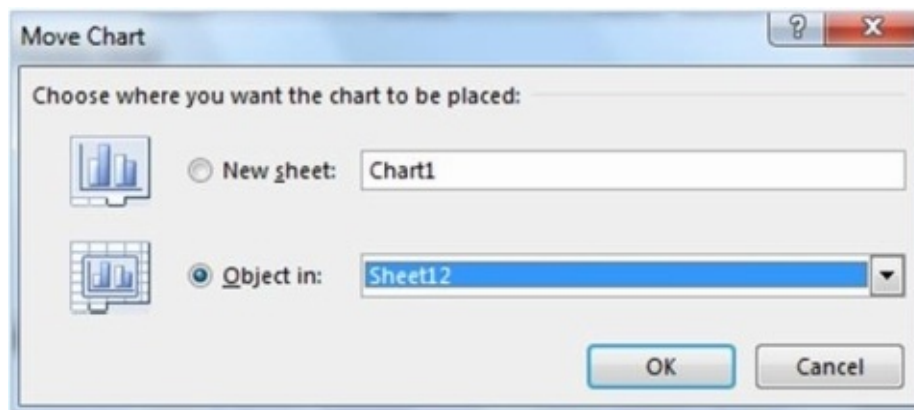 Move Chart
?
Choose where you want the chart to be placed:
New sheet: Chart1
Object in: Sheet12
OK Cancel